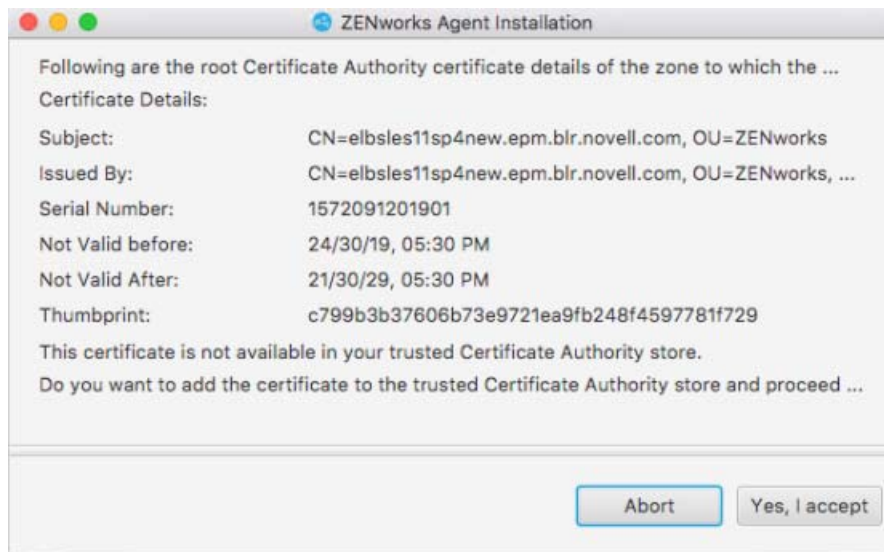 ZENworks Agent Installation
Following are the root Certificate Authority certificate details of the zone to which the ...
Certificate Details:
Subject: CN=elbsles11sp4new.epm.blr.novell.com, OU=ZENworks
Issued By: CN=elbsles11sp4new.epm.blr.novell.com, OU=ZENworks, ...
Serial Number: 1572091201901
Not Valid before: 24/30/19, 05:30 PM
Not Valid After: 21/30/29, 05:30 PM
Thumbprint: c799b3b37606b73e9721ea9fb248f4597781f729
This certificate is not available in your trusted Certificate Authority store.
Do you want to add the certificate to the trusted Certificate Authority store and proceed ...
Abort Yes, I accept